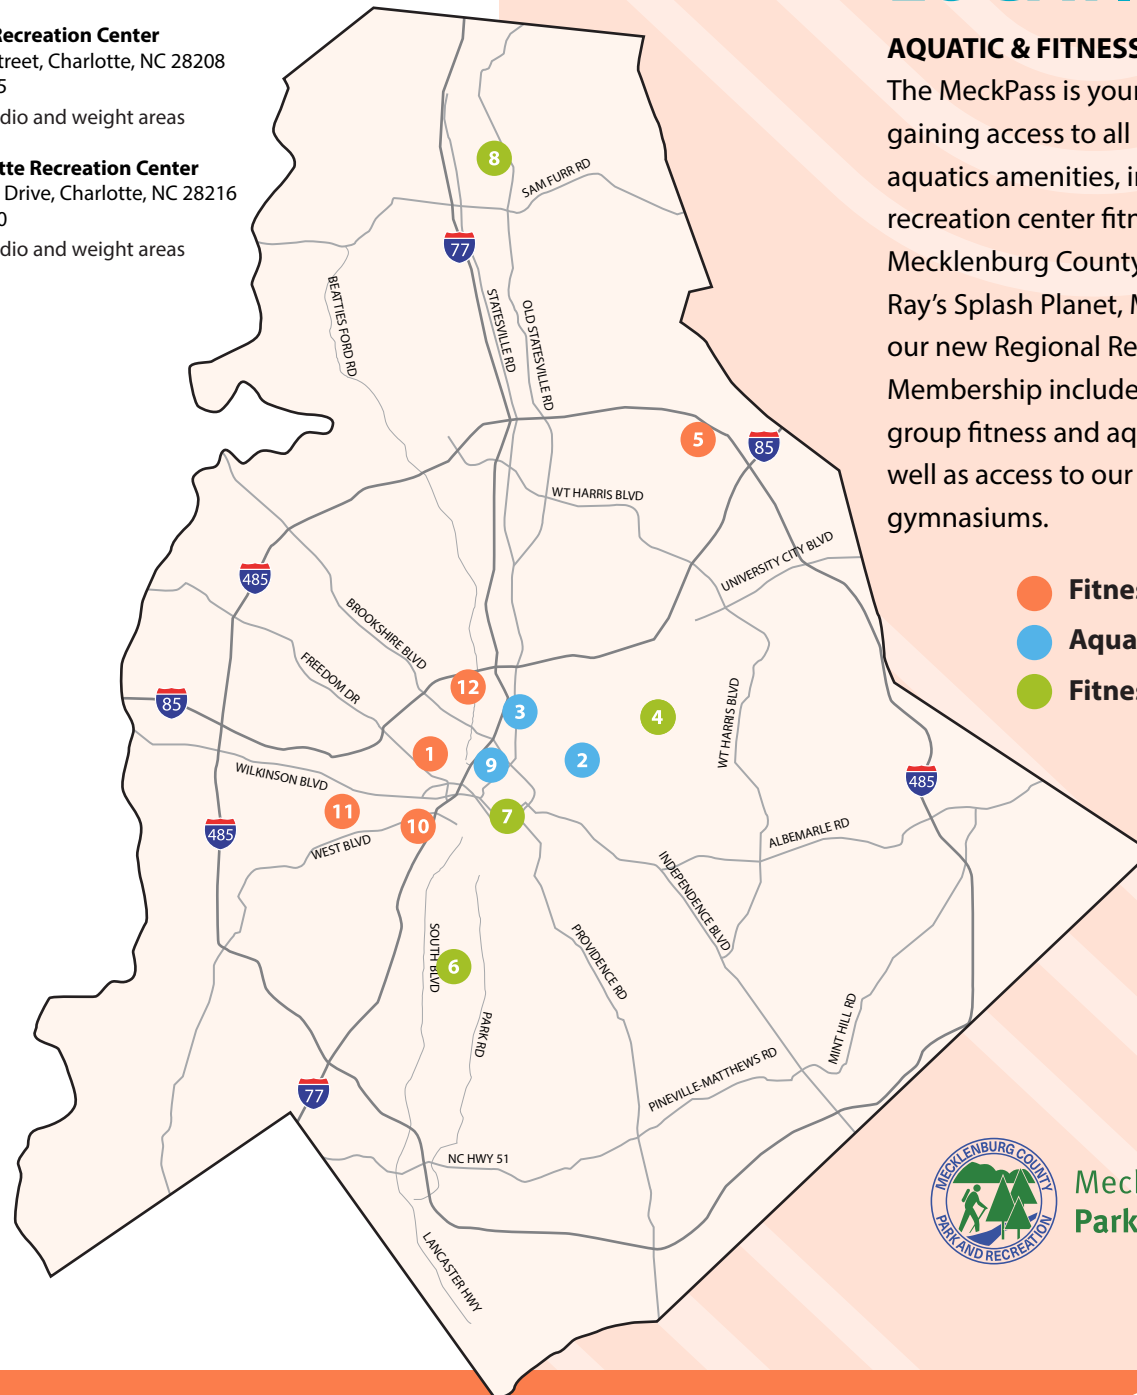 Recreation Center
treet, Charlotte, NC 28208
5
dio and weight areas
tte Recreation Center
Drive, Charlotte, NC 28216
0
dio and weight areas
AQUATIC & FITNESS
The MeckPass is your
gaining access to all
aquatics amenities, in
recreation center fitn
Mecklenburg County
Ray's Splash Planet, M
our new Regional Re
Membership include
group fitness and aq
well as access to our
gymnasiums.
Fitnes
Aqua
Fitnes
8
SAM FURR RD
77
BEATTIES FORD RD
STATESVILLE RD
OLD STATESVILLE RD
5
85
WT HARRIS BLVD
UNIVERSITY CITY BLVD
485
BROOKSHIRE BLVD
FREEDOM DR
12
85
3
4
WT HARRIS BLVD
1
9
2
WILKINSON BLVD
485
11
10
7
485
WEST BLVD
ALBEMARLE RD
INDEPENDENCE BLVD
SOUTH BLVD
6
PROVIDENCE RD
PARK RD
MINT HILL RD
PINEVILLE-MATTHEWS RD
77
NC HWY 51
LANCASTER HWY
MECKLENBURG COUNTY
PARK AND RECREATION
Meck
Park